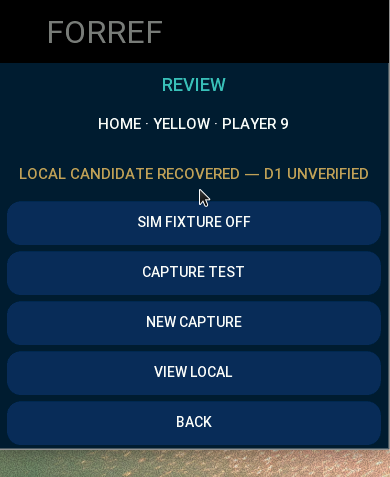 FORREF
REVIEW
HOME · YELLOW · PLAYER 9
LOCAL CANDIDATE RECOVERED — D1 UNVERIFIED
SIM FIXTURE OFF
CAPTURE TEST
NEW CAPTURE
VIEW LOCAL
BACK